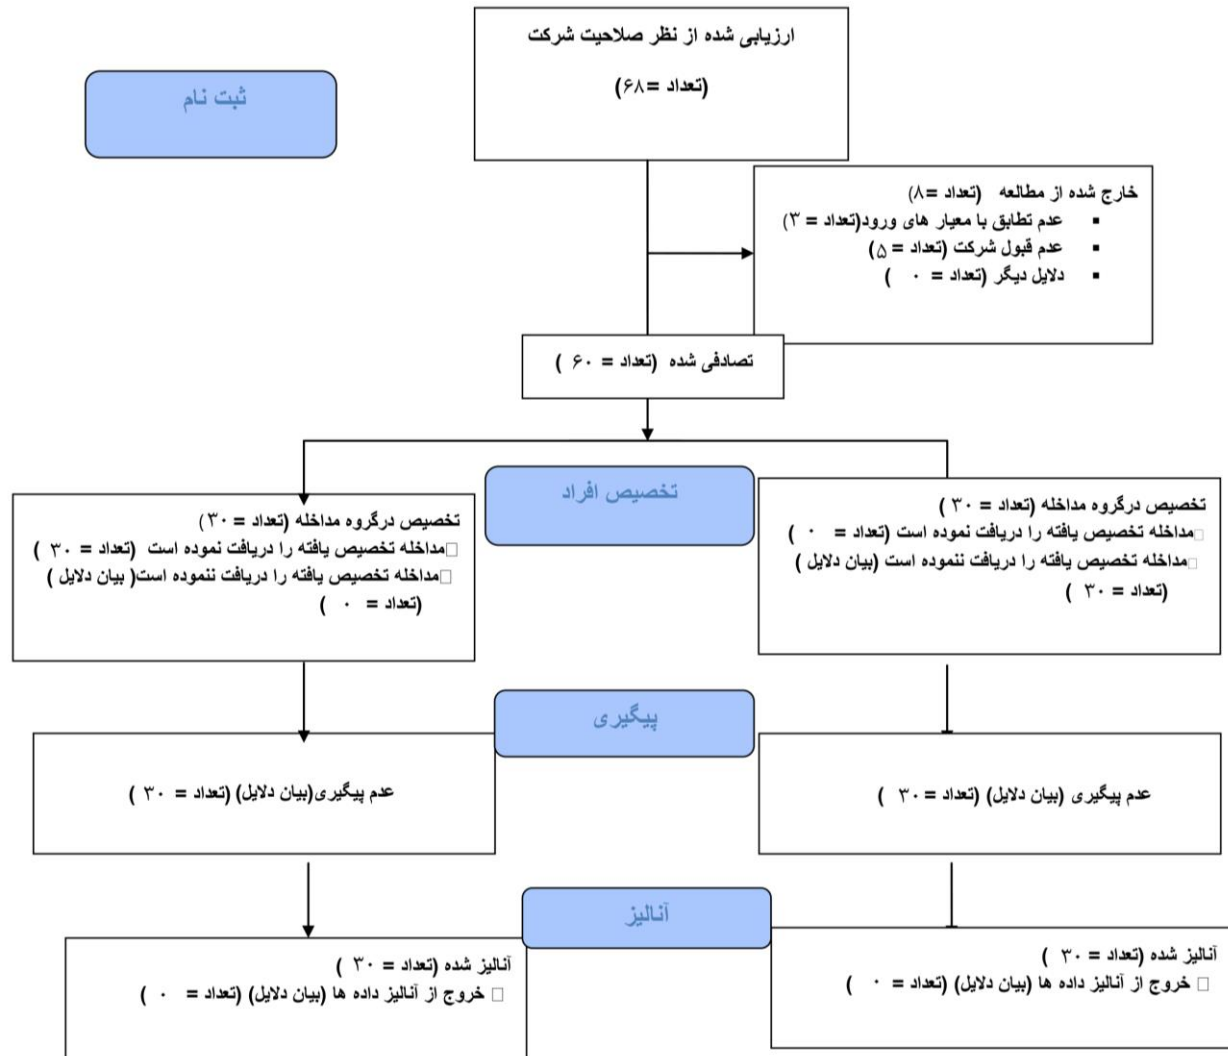 ارزیابی شده از نظر صلاحیت شرکت
(تعداد =۶۸)
ثبت نام
خارج شده از مطالعه (تعداد =۸)
▪ عدم تطابق با معیار های ورود(تعداد = ۳)
▪ عدم قبول شرکت (تعداد = ۵)
▪ دلایل دیگر (تعداد = ۰ )
تصادفی شده (تعداد = ۶۰ )
تخصیص افراد
تخصیص درگروه مداخله (تعداد = ۳۰ )
□مداخله تخصیص یافته را دریافت نموده است (تعداد = ۰ )
□مداخله تخصیص یافته را دریافت ننموده است (بیان دلایل )
(تعداد = ۳۰ )
تخصیص درگروه مداخله (تعداد = ۳۰)
□مداخله تخصیص یافته را دریافت نموده است (تعداد = ۳۰ )
□مداخله تخصیص یافته را دریافت ننموده است( بیان دلایل )
(تعداد = ۰ )
پیگیری
عدم پیگیری (بیان دلایل) (تعداد = ۳۰ )
عدم پیگیری(بیان دلایل) (تعداد = ۳۰ )
آنالیز
آنالیز شده (تعداد = ۳۰ )
□ خروج از آنالیز داده ها (بیان دلایل) (تعداد = ۰ )
آنالیز شده (تعداد = ۳۰ )
□ خروج از آنالیز داده ها (بیان دلایل) (تعداد = ۰ )